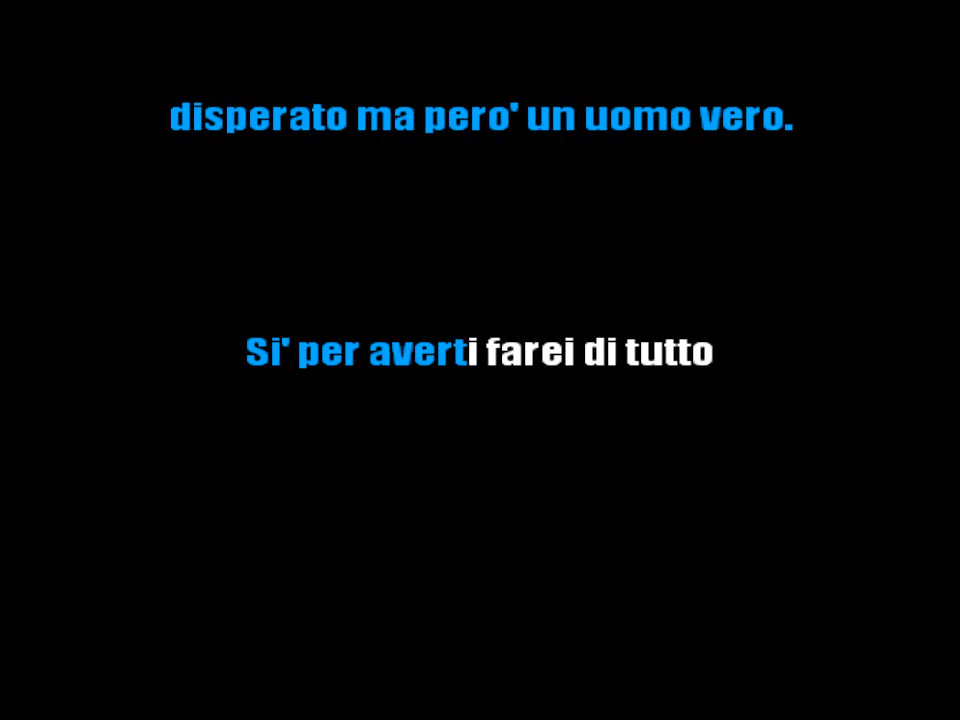 disperato ma pero' un uomo vero.
Si' per averti farei di tutto